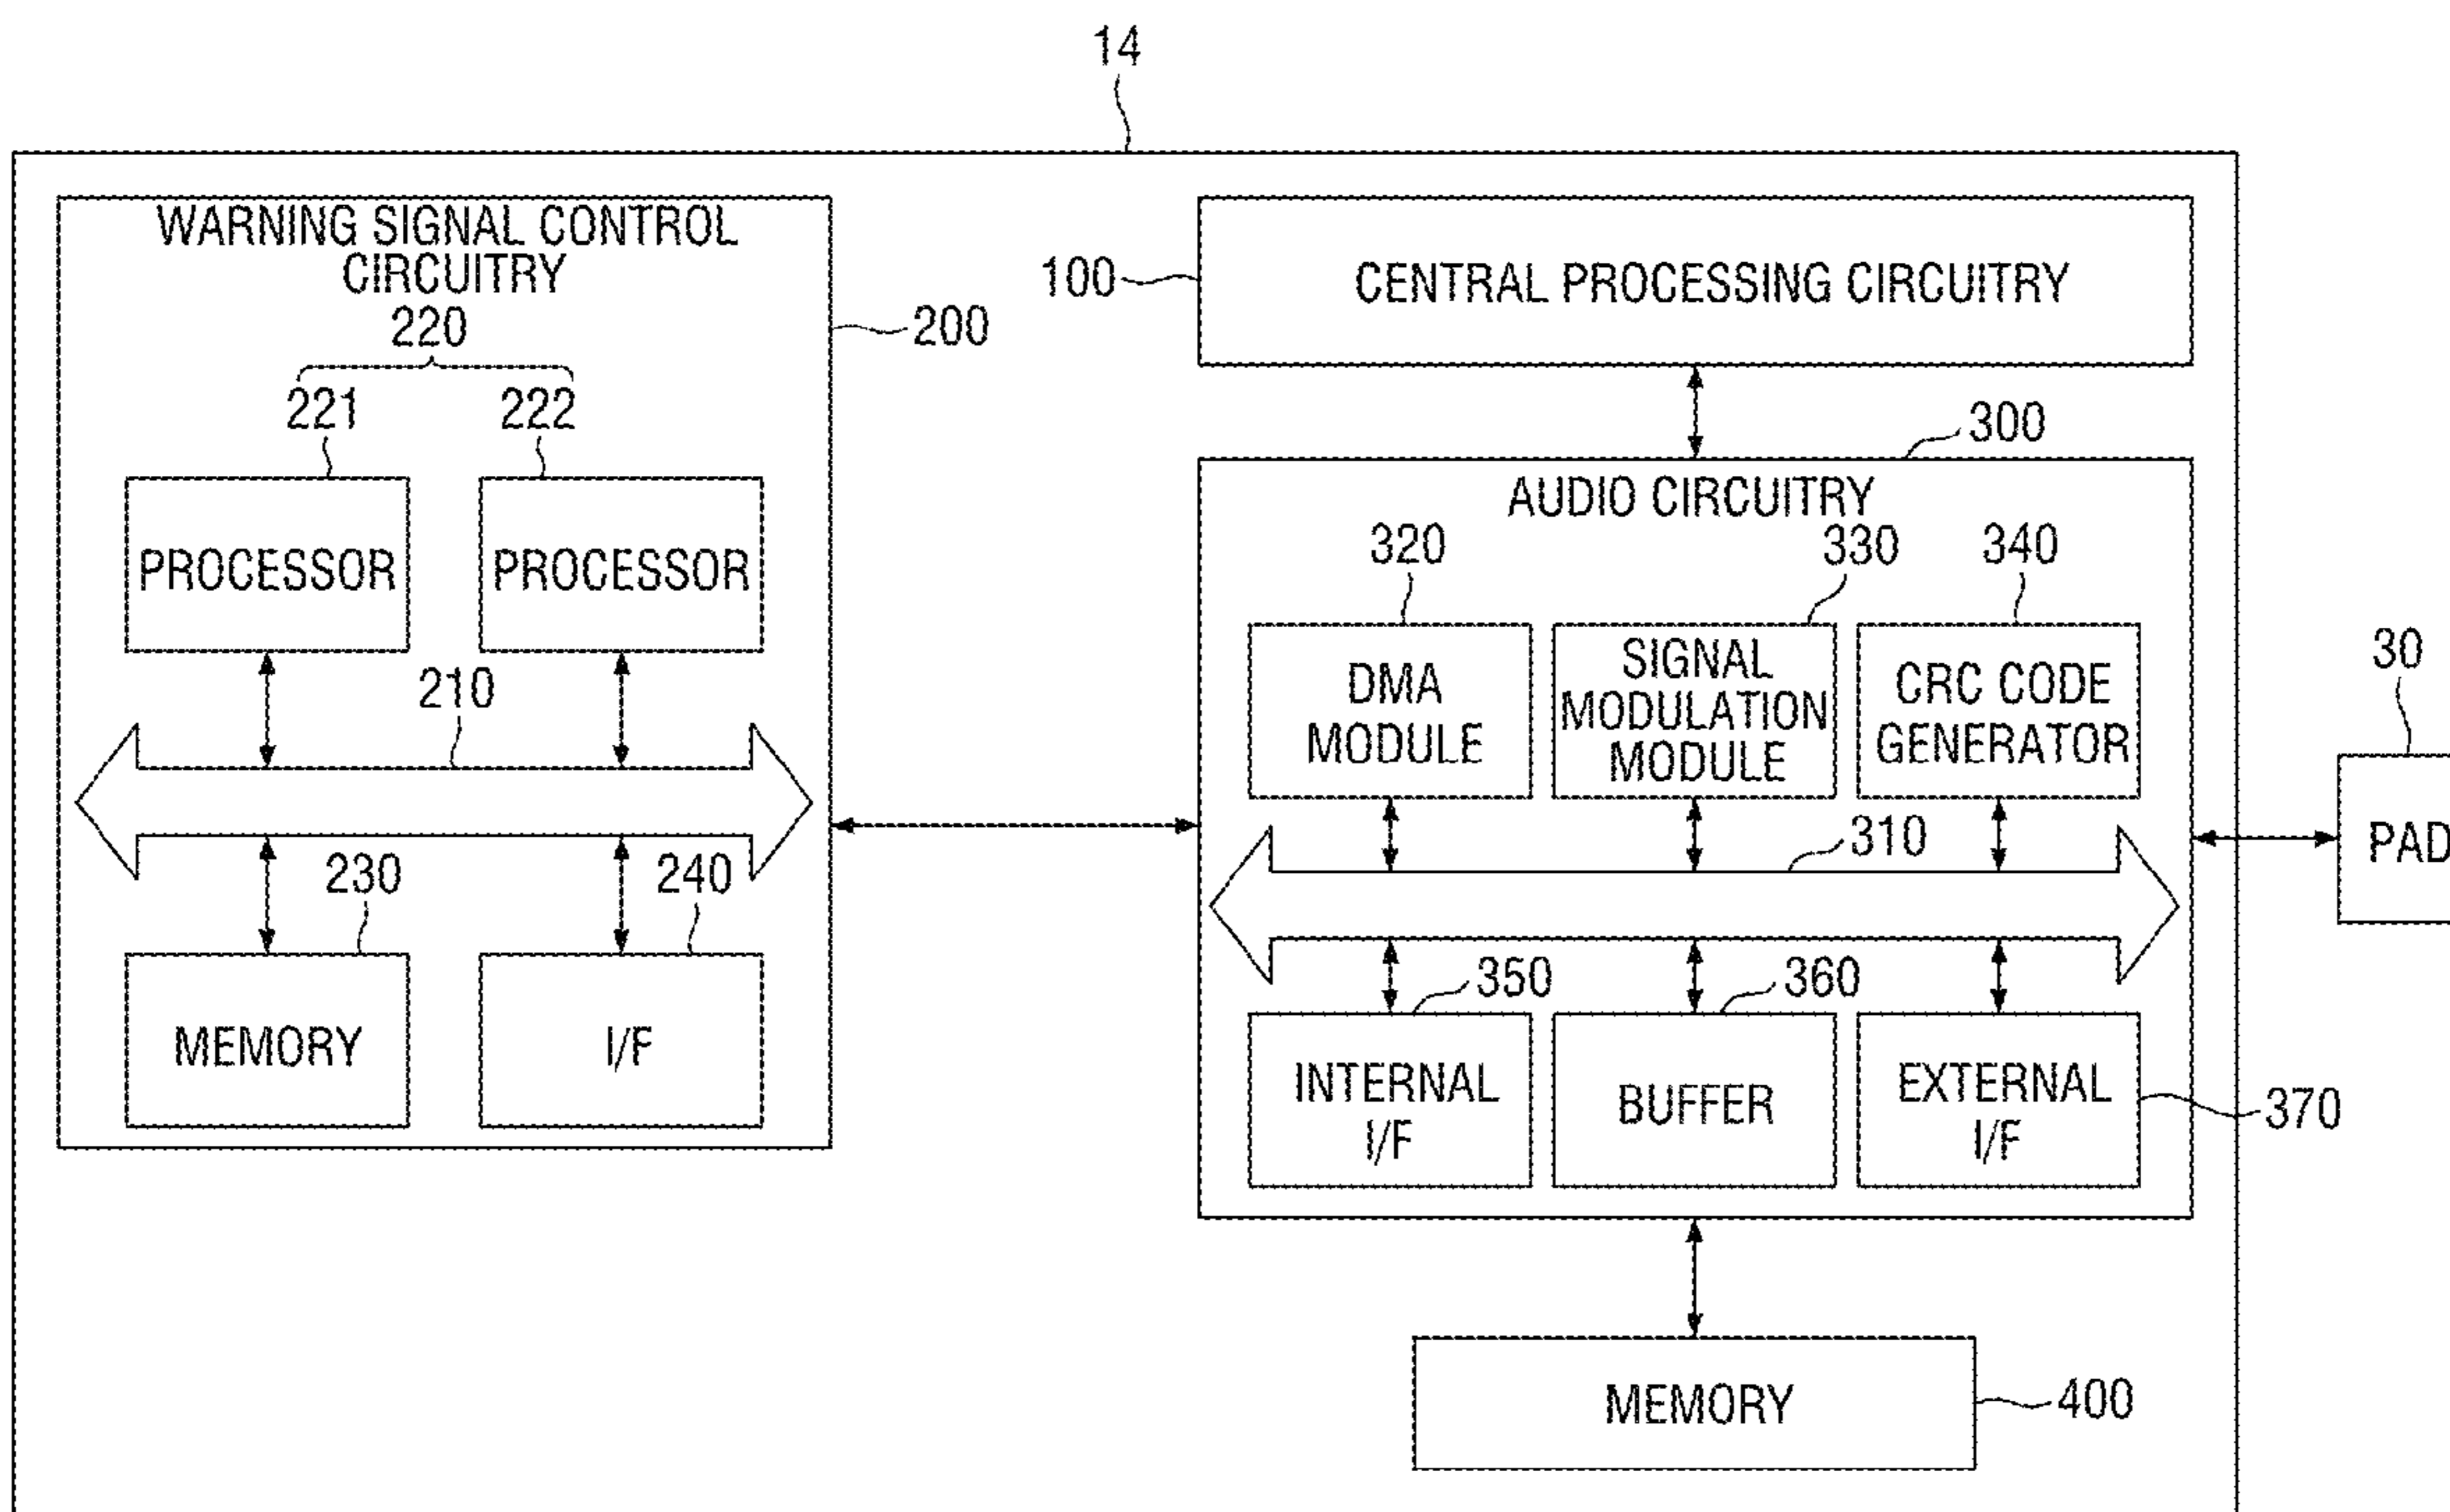 14
WARNING SIGNAL CONTROL
CIRCUITRY
220
221
222
200
PROCESSOR
PROCESSOR
210
230
240
MEMORY
I/F
100
CENTRAL PROCESSING CIRCUITRY
300
AUDIO CIRCUITRY
320
330
340
DMA
MODULE
SIGNAL
MODULATION
MODULE
CRC CODE
GENERATOR
310
350
360
INTERNAL
I/F
BUFFER
EXTERNAL
I/F
370
30
PAD
MEMORY
400